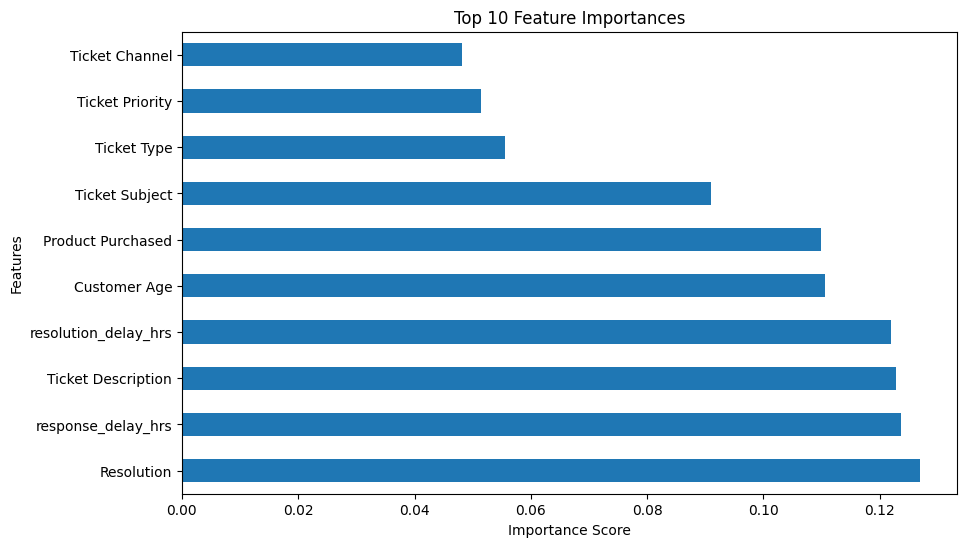 Top 10 Feature Importances
Features
Ticket Channel
Ticket Priority
Ticket Type
Ticket Subject
Product Purchased
Customer Age
resolution_delay_hrs
Ticket Description
response_delay_hrs
Resolution
0.00 0.02 0.04 0.06 0.08 0.10 0.12
Importance Score